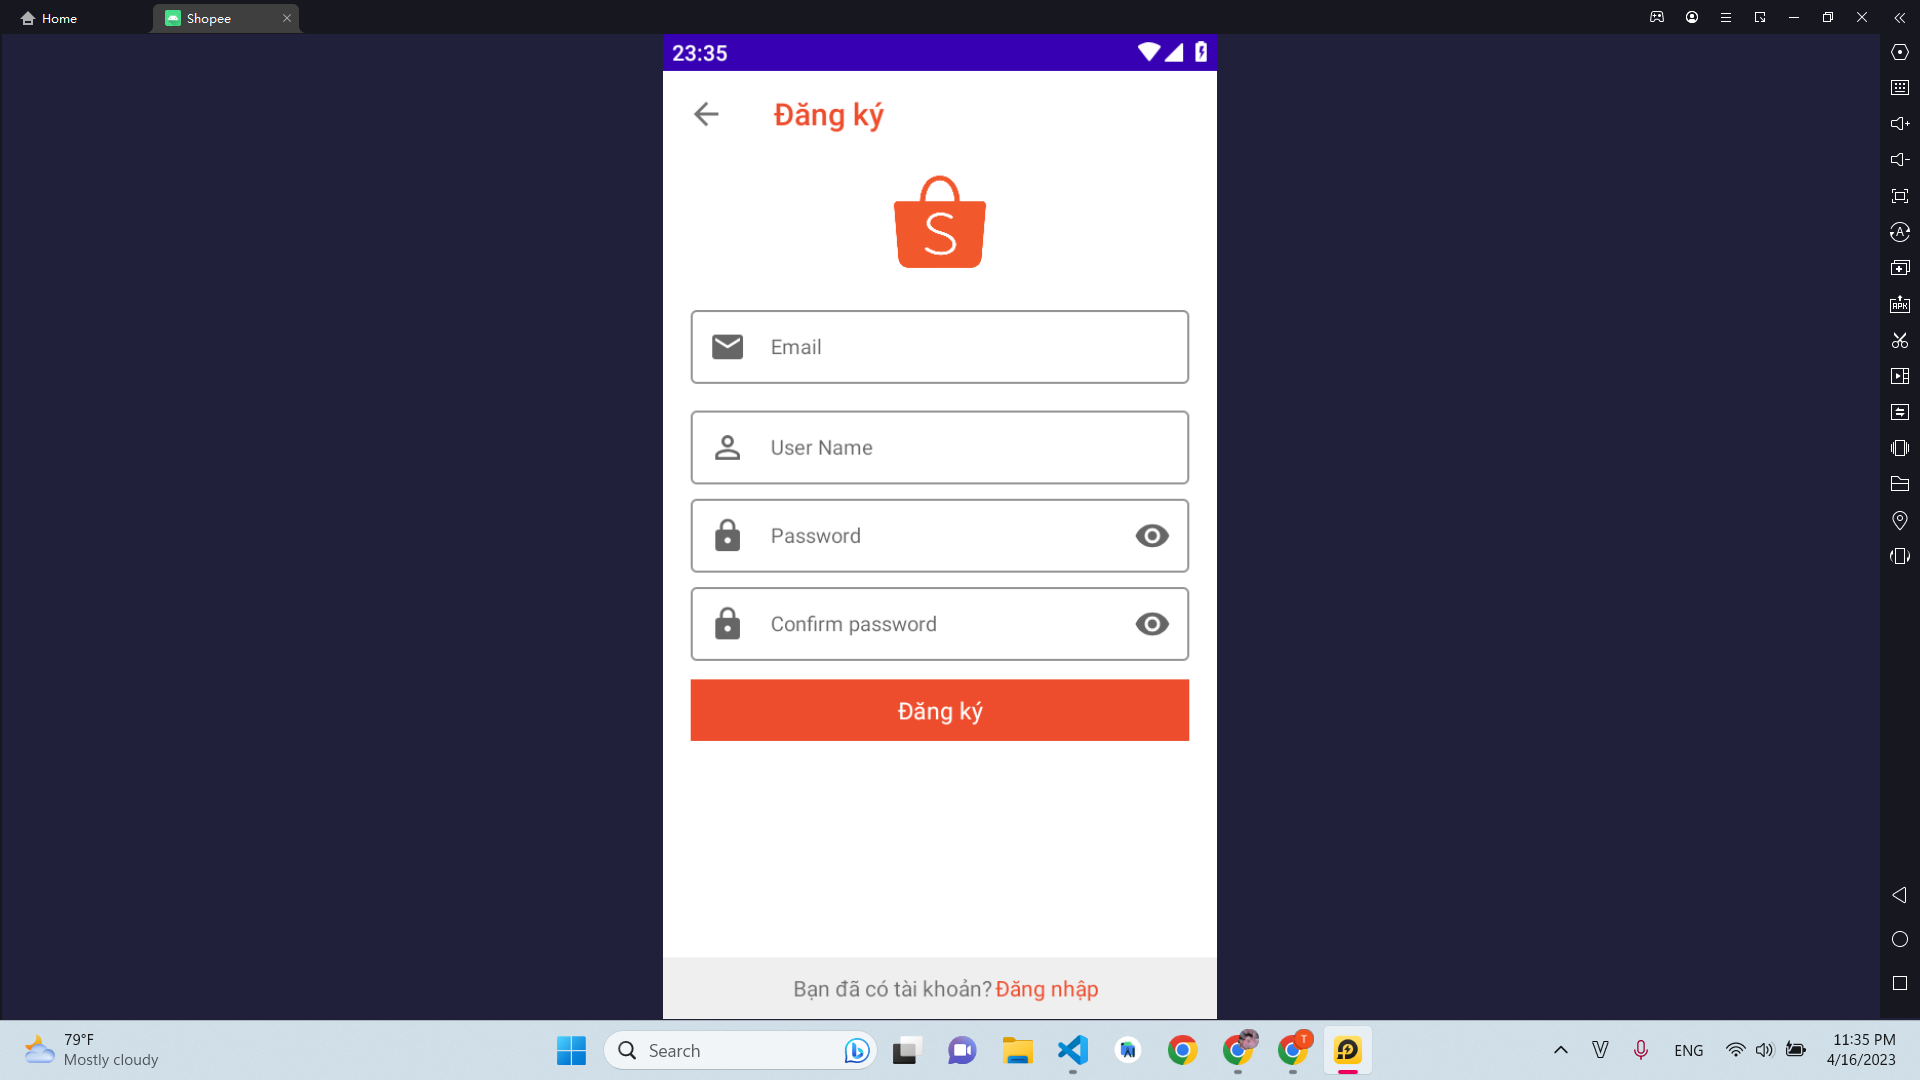 Home
Shopee
23:35
Đăng ký
S
Email
User Name
Password
Confirm password
Đăng ký
Bạn đã có tài khoản? Đăng nhập
A
APK
79°F
Mostly cloudy
Search
T
ENG
11:35 PM
4/16/2023